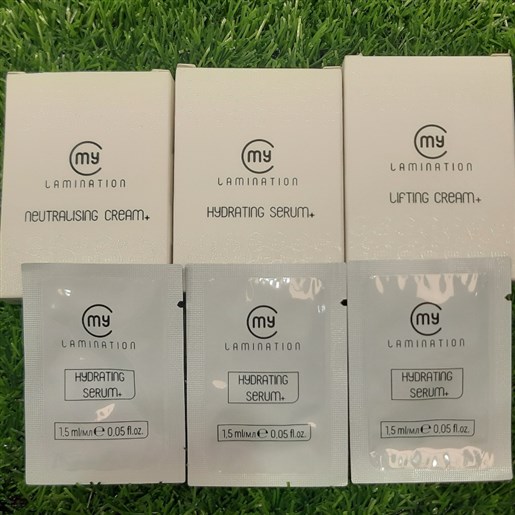 my
LAMINATION
NEUTRALISING CREAM+
my
LAMINATION
HYDRATING SERUM+
my
LAMINATION
LIFTING CREAM+
my
LAMINATION
HYDRATING
SERUM+
1,5 ml/мл ℮ 0.05 fl.oz.
my
LAMINATION
HYDRATING
SERUM+
1,5 ml/мл ℮ 0.05 fl.oz.
my
LAMINATION
HYDRATING
SERUM+
1,5 ml/мл ℮ 0.05 fl.oz.